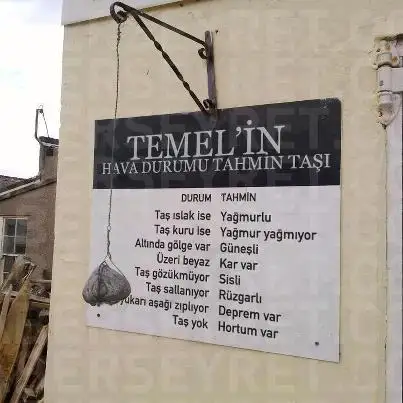 TEMEL'İN
HAVA DURUMU TAHMİN TAŞI
DURUM TAHMİN
Taş ıslak ise Yağmurlu
Taş kuru ise Yağmur yağmıyor
Altında gölge var Güneşli
Üzeri beyaz Kar var
Taş gözükmüyor Sisli
Taş sallanıyor Rüzgarlı
yukarı aşağı zıplıyor Deprem var
Taş yok Hortum var